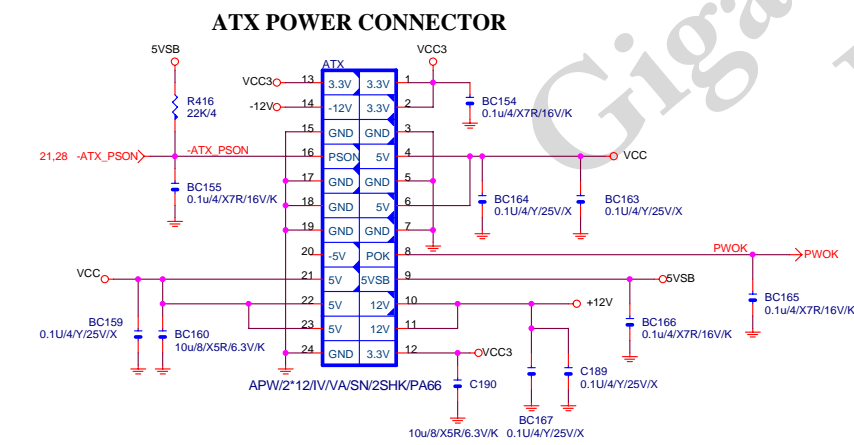 ATX POWER CONNECTOR
Giga
5VSB
VCC3
ATX
VCC3 13 3.3V 3.3V 1
R416
22K/4
BC154
0.1u/4/X7R/16V/K
-12V 14 -12V 3.3V 2
15 GND GND 3
21,28 -ATX_PSON -ATX_PSON 16 PSON 5V 4 VCC
17 GND GND 5
BC155
0.1u/4/X7R/16V/K
BC164
0.1U/4/Y/25V/X
BC163
0.1U/4/Y/25V/X
18 GND 5V 6
19 GND GND 7
20 -5V POK 8 PWOK PWOK
VCC 21 5V 5VSB 9 5VSB
22 5V 12V 10 +12V
BC165
0.1u/4/X7R/16V/K
BC159
0.1U/4/Y/25V/X
BC160
10u/8/X5R/6.3V/K
23 5V 12V 11
BC166
0.1u/4/X7R/16V/K
24 GND 3.3V 12 VCC3
C189
0.1U/4/Y/25V/X
APW/2*12/IV/VA/SN/2SHK/PA66
C190
10u/8/X5R/6.3V/K
BC167
0.1U/4/Y/25V/X